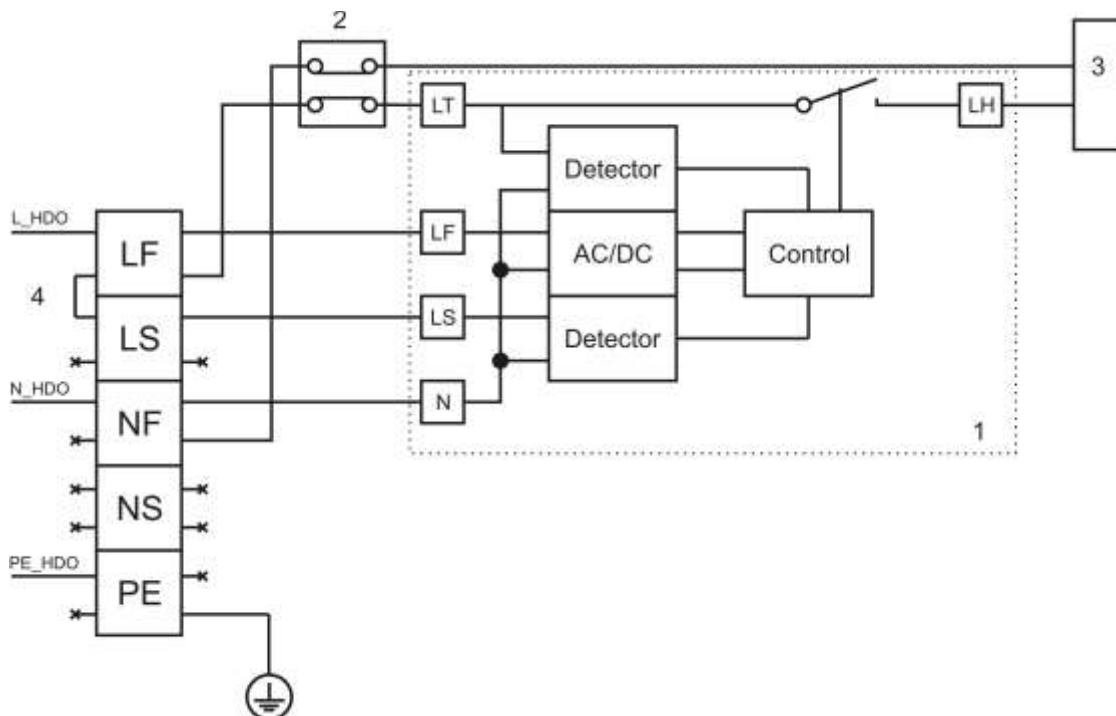 2
3
LT
LH
Detector
L_HDO
LF
LF
AC/DC
Control
4
LS
LS
Detector
N_HDO
NF
N
1
NS
PE_HDO
PE